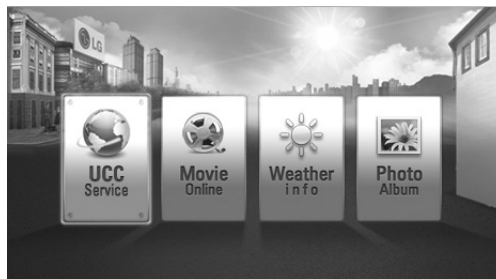 LG
UCC
Service
Movie
Online
Weather
info
Photo
Album